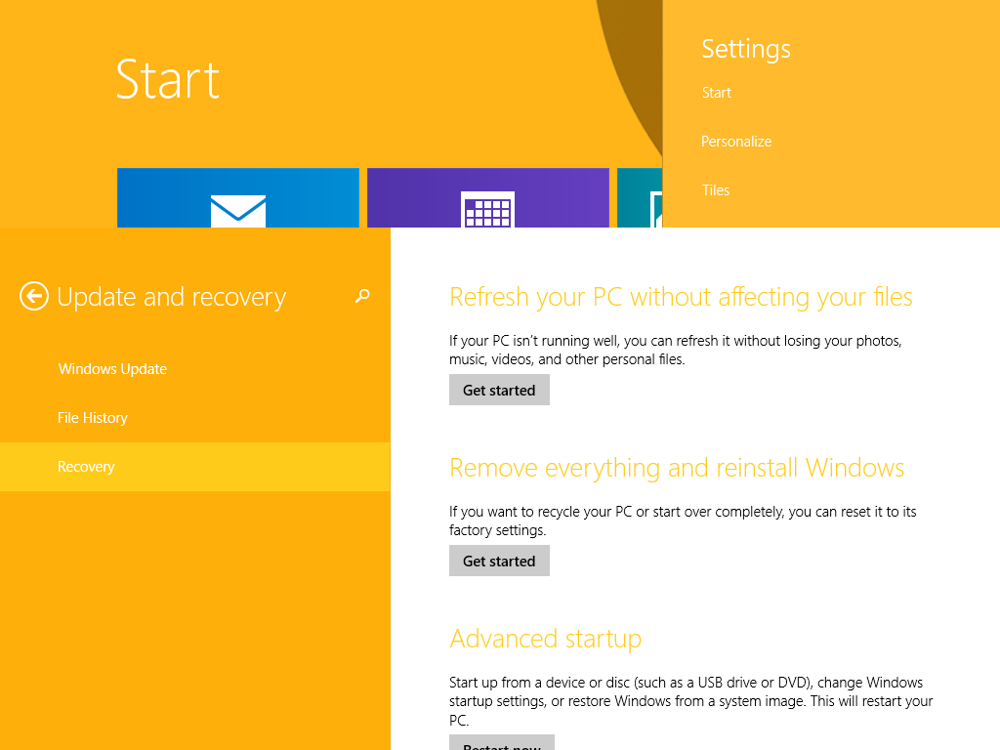 Start
Settings
Start
Personalize
Tiles
Update and recovery
Windows Update
File History
Recovery
Refresh your PC without affecting your files
If your PC isn't running well, you can refresh it without losing your photos,
music, videos, and other personal files.
Get started
Remove everything and reinstall Windows
If you want to recycle your PC or start over completely, you can reset it to its
factory settings.
Get started
Advanced startup
Start up from a device or disc (such as a USB drive or DVD), change Windows
startup settings, or restore Windows from a system image. This will restart your
PC.
Restart now